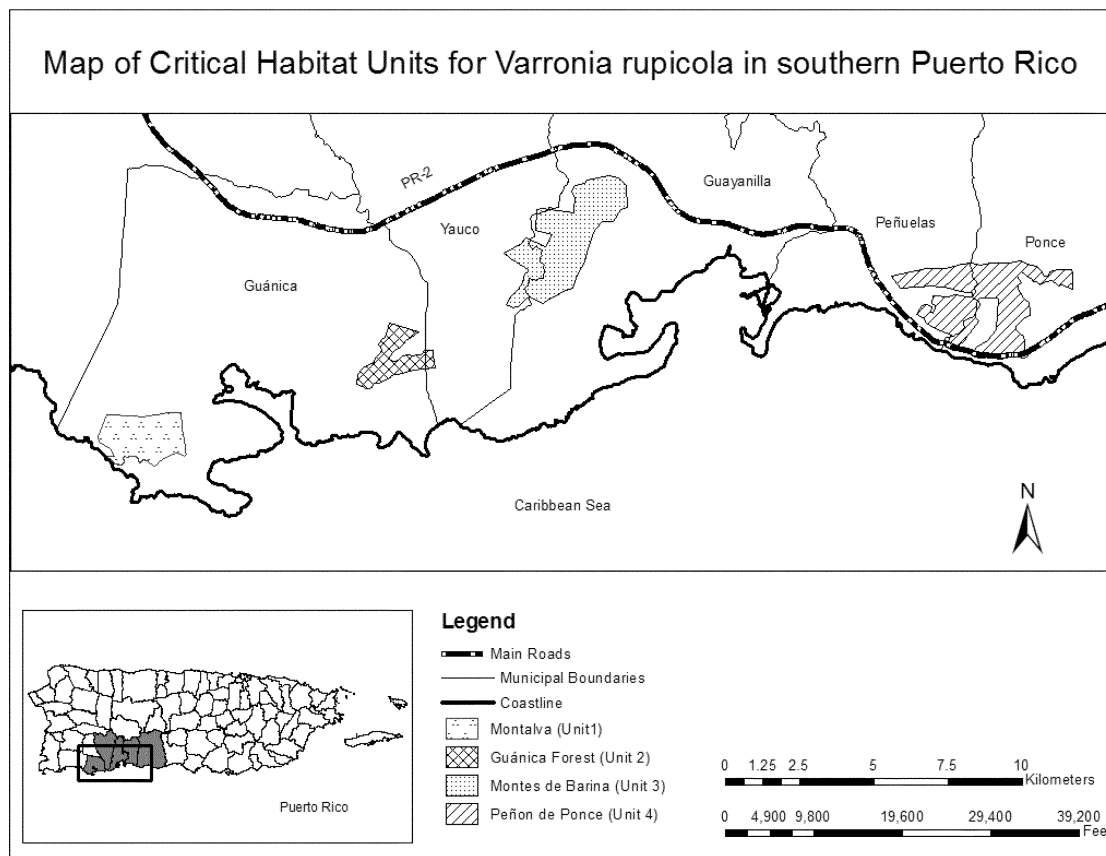 Map of Critical Habitat Units for Varronia rupicola in southern Puerto Rico
PR-2
Guayanilla
Yauco
Peñuelas
Ponce
Guánica
Caribbean Sea
N
Legend
Main Roads
Municipal Boundaries
Coastline
Montalva (Unit1)
Guánica Forest (Unit 2)
Montes de Barina (Unit 3)
Peñon de Ponce (Unit 4)
Puerto Rico
0 1.25 2.5 5 7.5 10
Kilometers
0 4,900 9,800 19,600 29,400 39,200
Fee